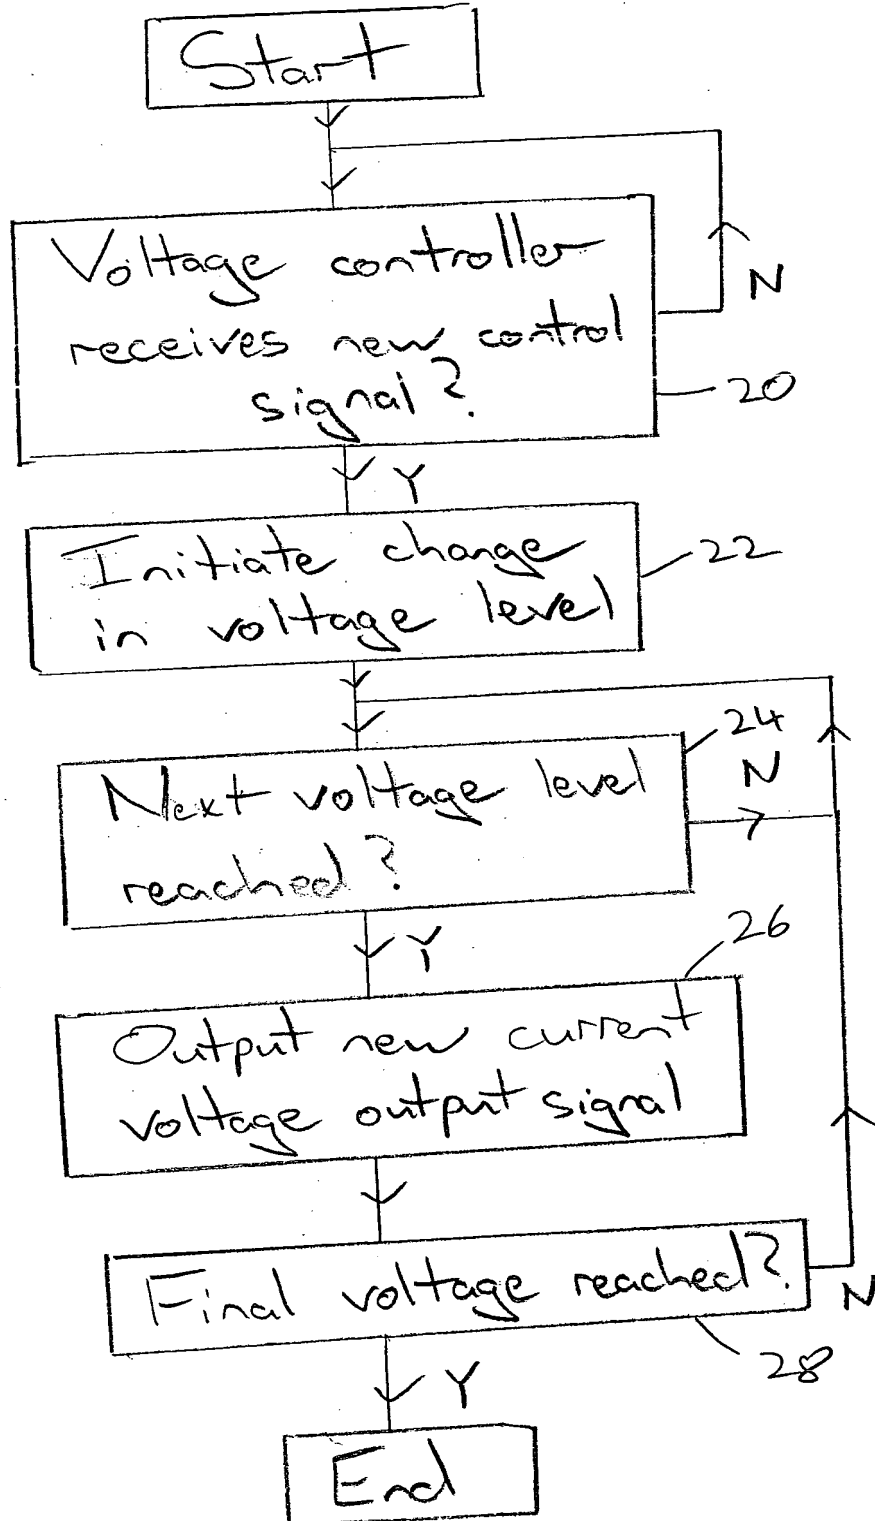 Start
Voltage controller
receives new control
signal?
N
20
Y
Initiate change
in voltage level
22
Next voltage level
reached?
24
N
Y
26
Output new current
voltage output signal
Final voltage reached?
N
28
Y
End